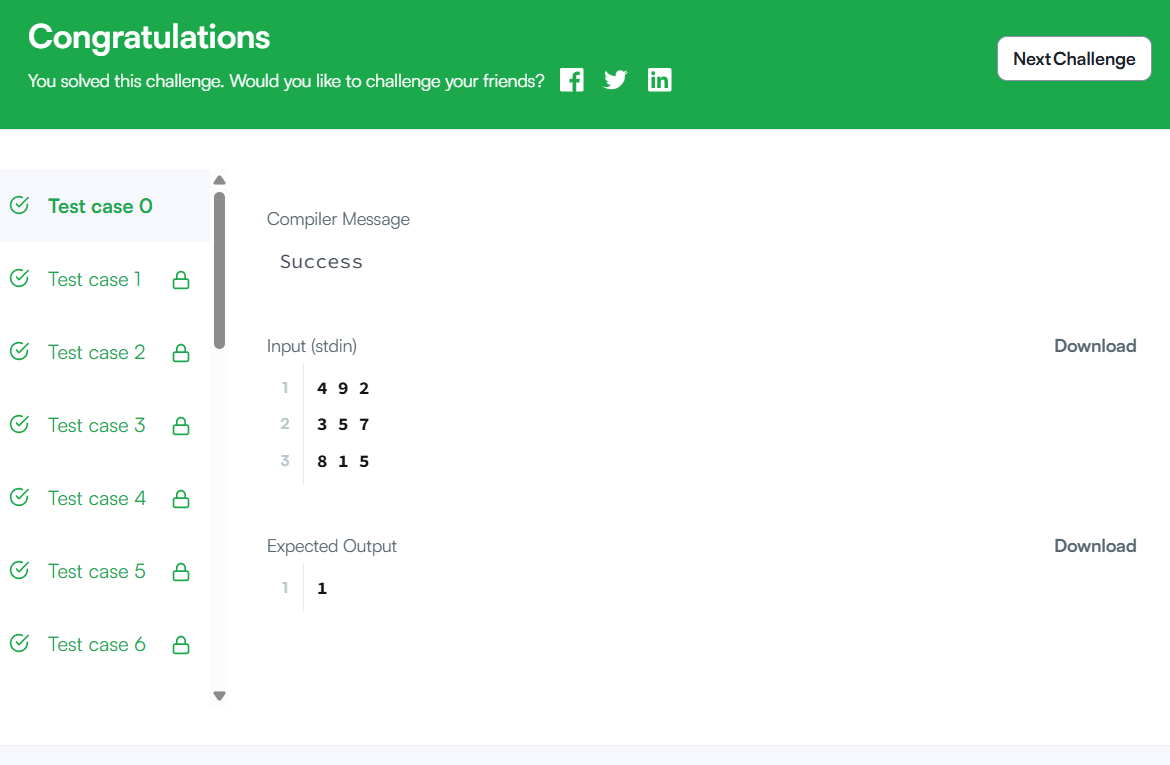 Congratulations
You solved this challenge. Would you like to challenge your friends?
Next Challenge
Test case 0
Test case 1
Test case 2
Test case 3
Test case 4
Test case 5
Test case 6
Compiler Message
Success
Input (stdin)
Download
1 4 9 2
2 3 5 7
3 8 1 5
Expected Output
Download
1 1